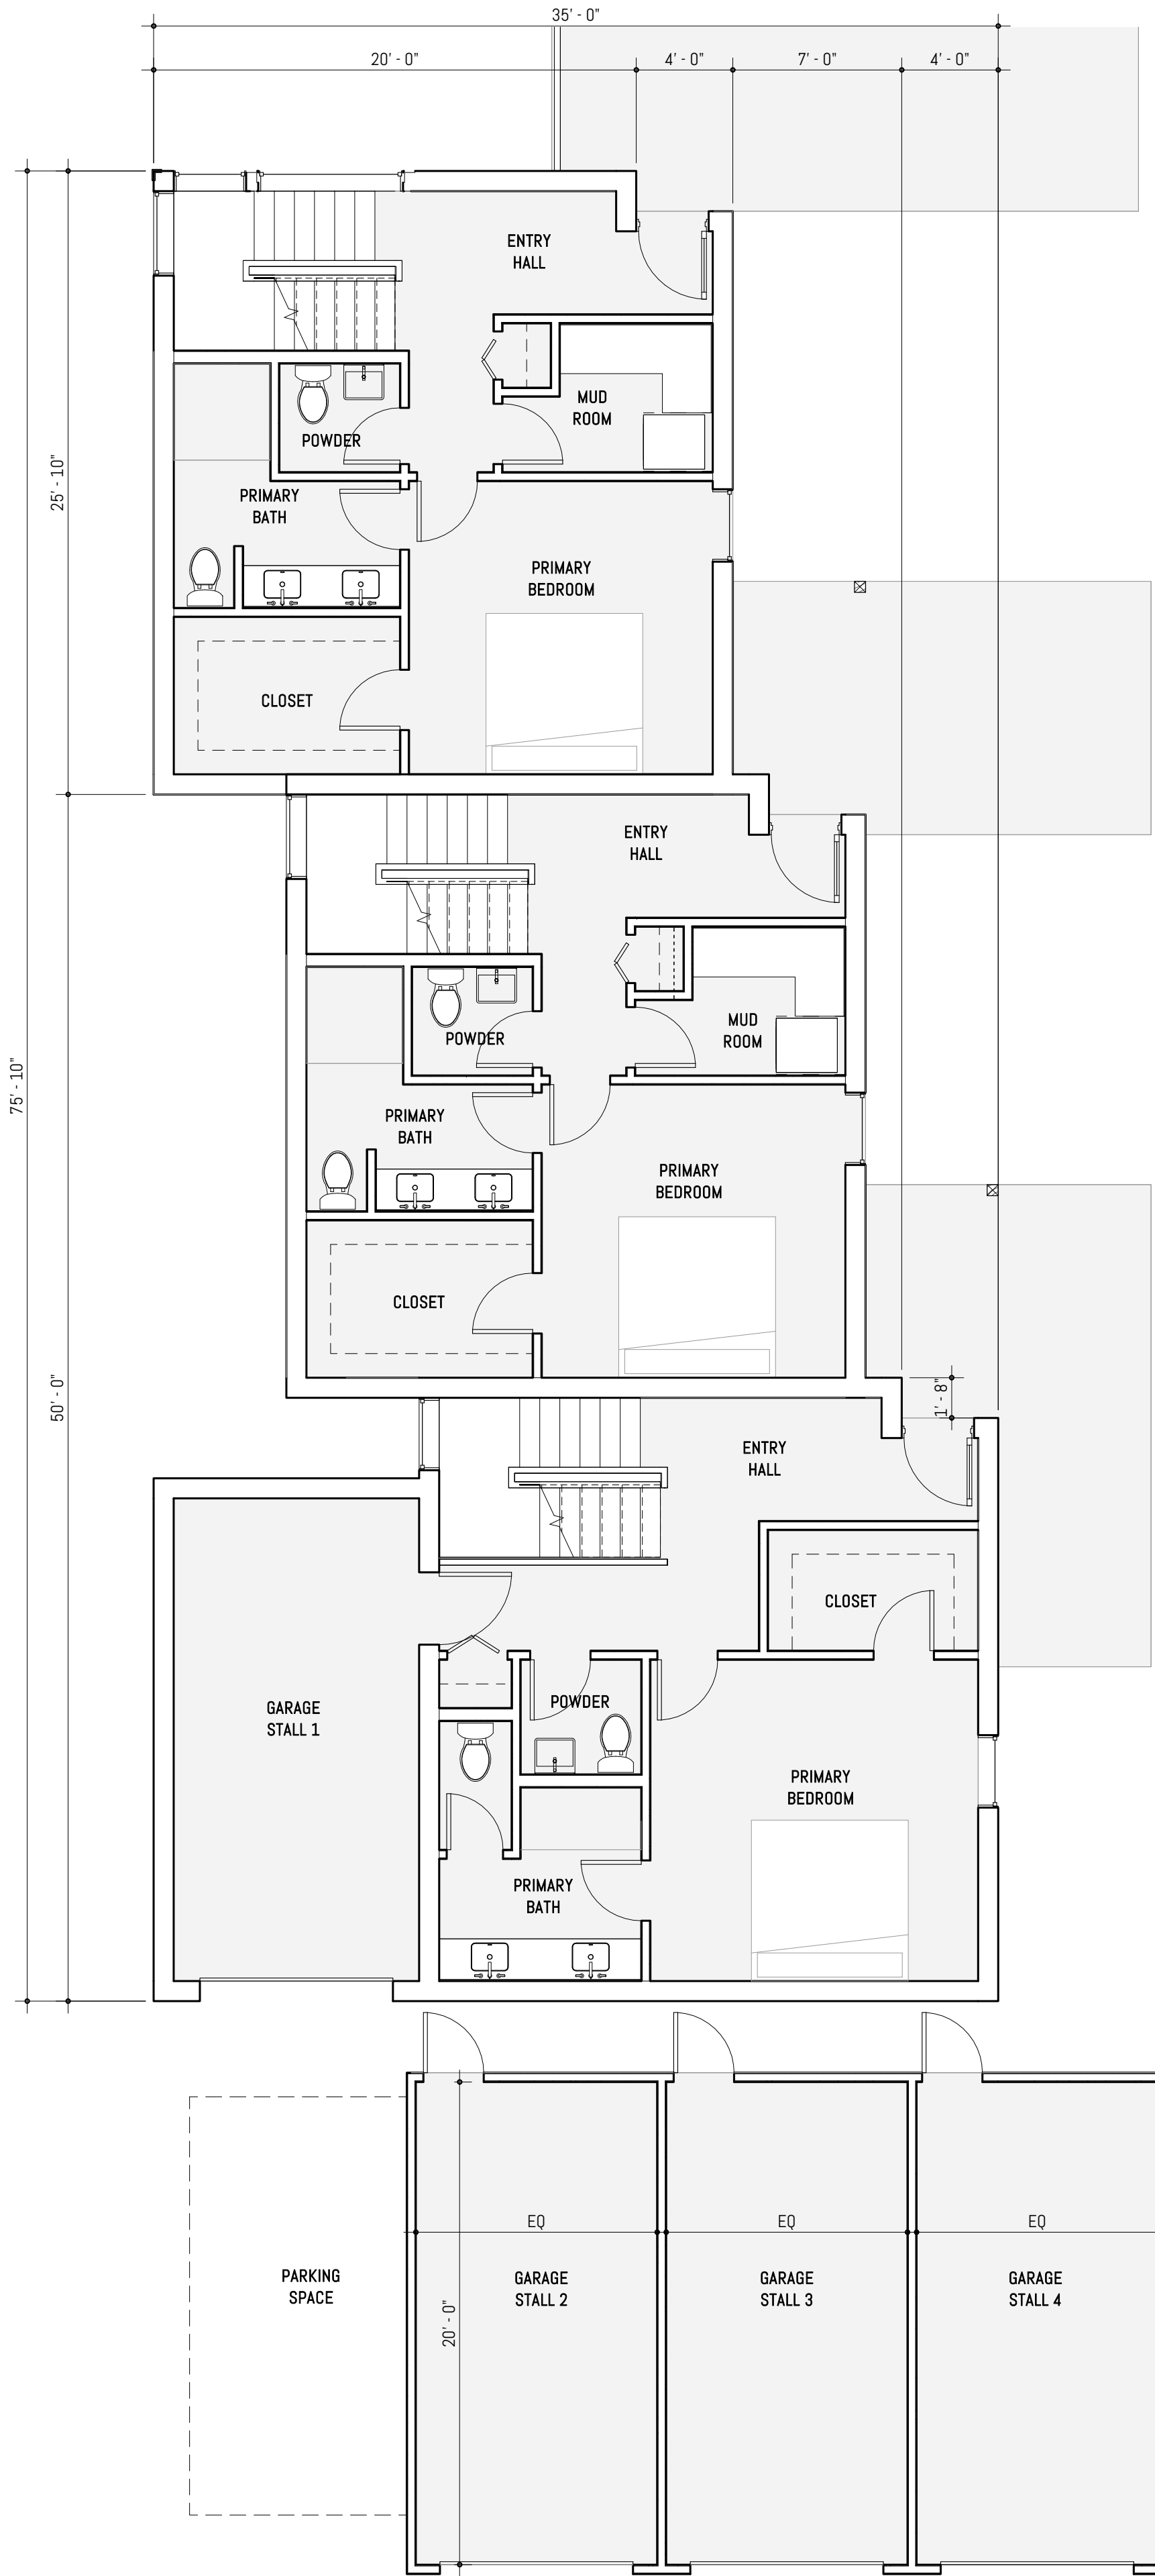 35' - 0"
20' - 0"
4' - 0"
7' - 0"
4' - 0"
ENTRY
HALL
MUD
ROOM
POWDER
25' - 10"
PRIMARY
BATH
PRIMARY
BEDROOM
CLOSET
ENTRY
HALL
MUD
ROOM
POWDER
75' - 10"
PRIMARY
BATH
PRIMARY
BEDROOM
CLOSET
50' - 0"
1' - 8"
ENTRY
HALL
CLOSET
GARAGE
STALL 1
POWDER
PRIMARY
BEDROOM
PRIMARY
BATH
EQ
EQ
EQ
PARKING
SPACE
GARAGE
STALL 2
GARAGE
STALL 3
GARAGE
STALL 4
20' - 0"